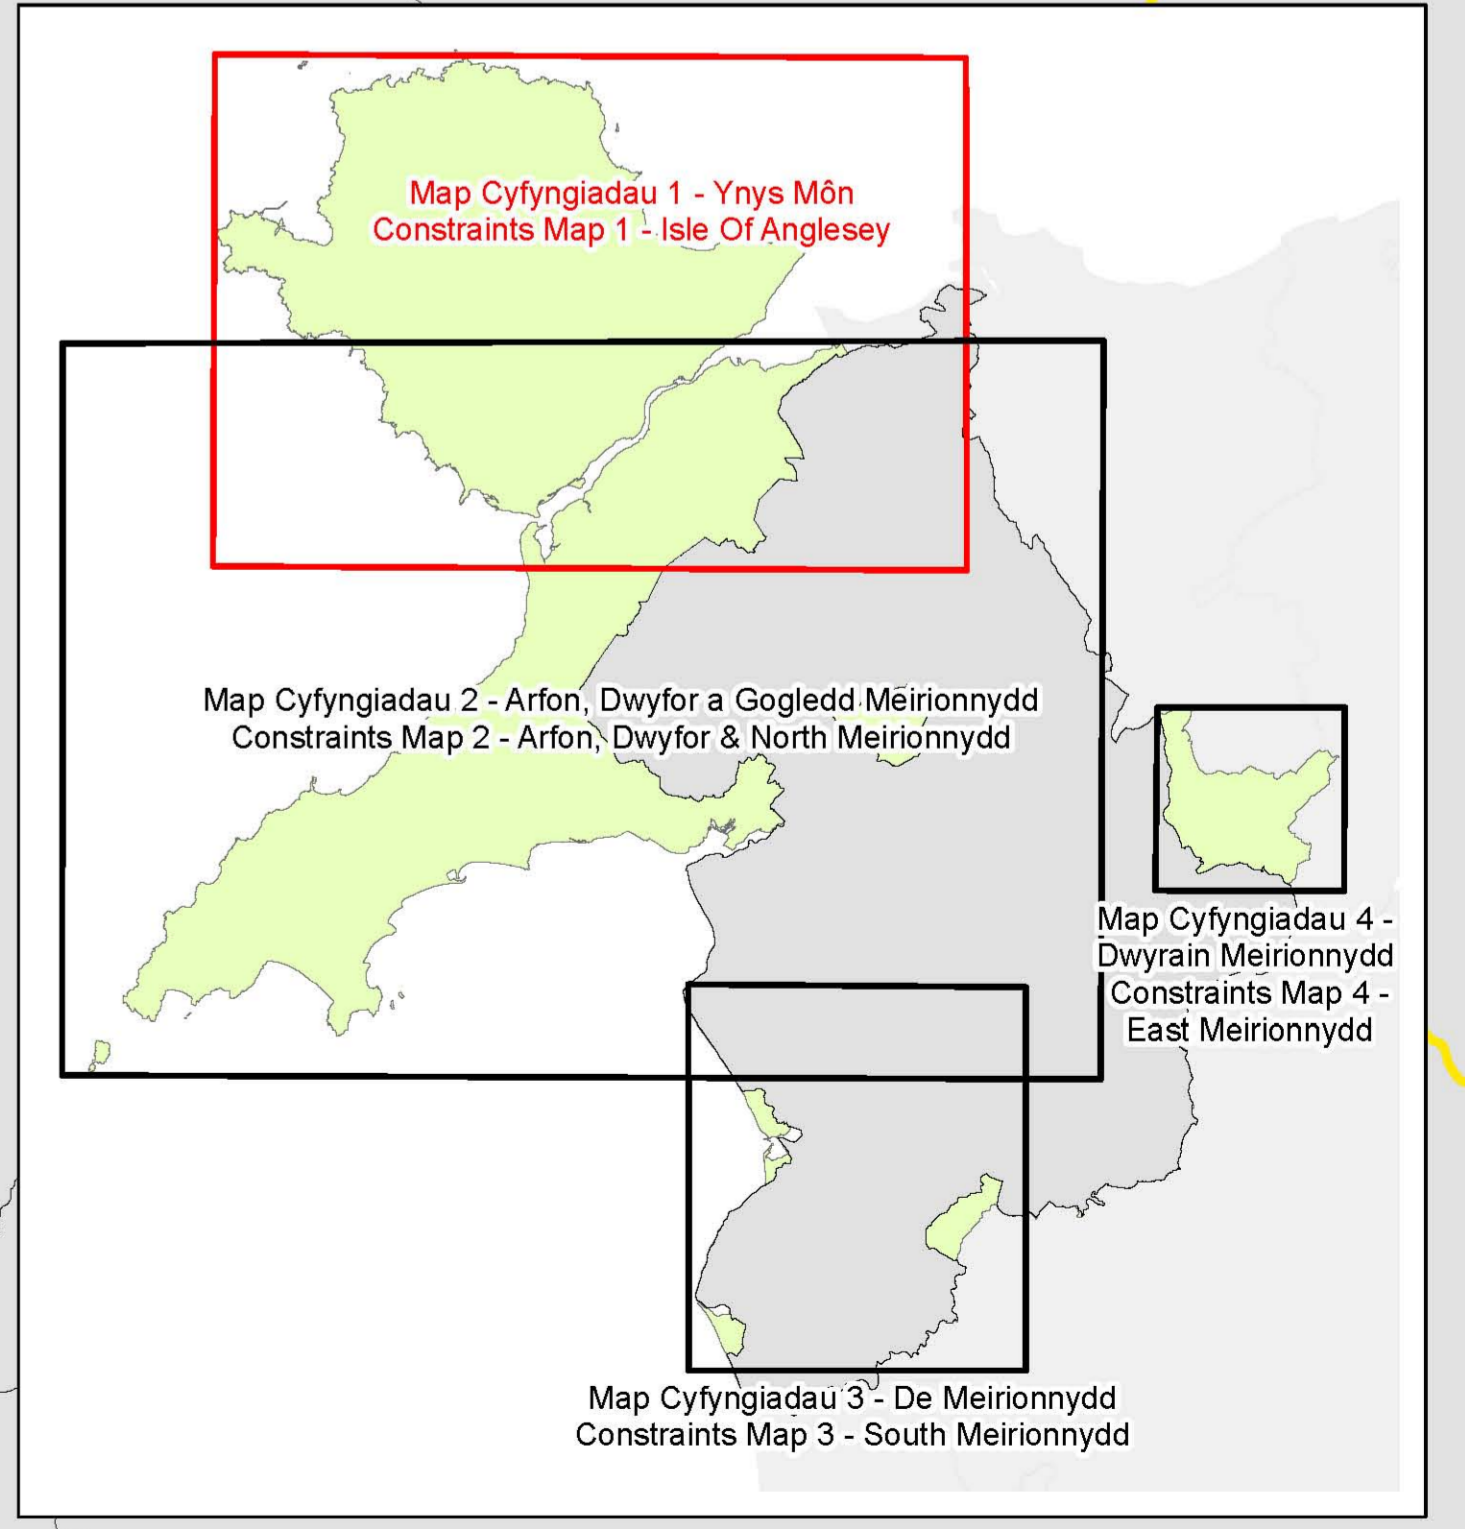 Map Cyfyngiadau 1 - Ynys Môn
Constraints Map 1 - Isle Of Anglesey
Map Cyfyngiadau 2 - Arfon, Dwyfor a Gogledd Meirionnydd
Constraints Map 2 - Arfon, Dwyfor & North Meirionnydd
Map Cyfyngiadau 4 -
Dwyrain Meirionnydd
Constraints Map 4 -
East Meirionnydd
Map Cyfyngiadau 3 - De Meirionnydd
Constraints Map 3 - South Meirionnydd